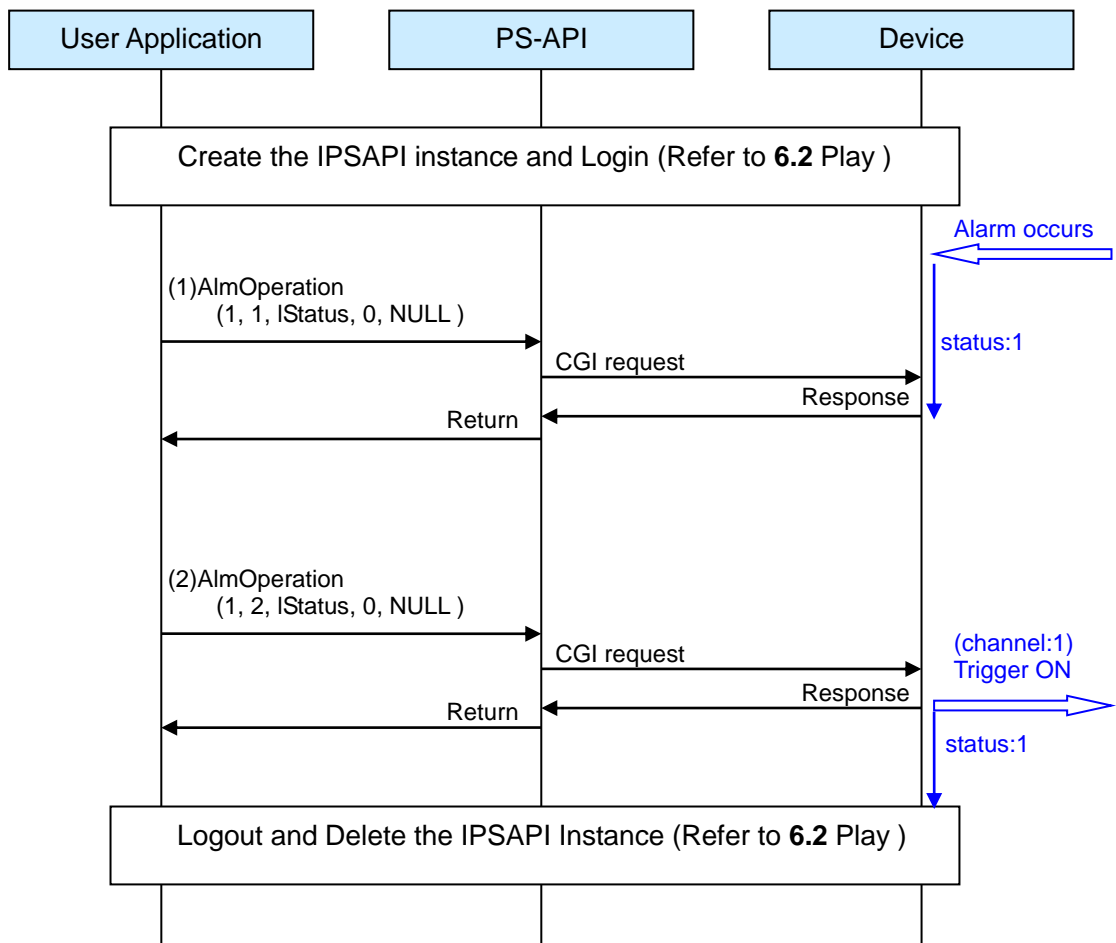 User Application
PS-API
Device
Create the IPSAPI instance and Login (Refer to 6.2 Play )
Alarm occurs
(1)AlmOperation
(1, 1, lStatus, 0, NULL )
status:1
CGI request
Response
Return
(2)AlmOperation
(1, 2, lStatus, 0, NULL )
(channel:1)
Trigger ON
CGI request
Response
Return
status:1
Logout and Delete the IPSAPI Instance (Refer to 6.2 Play )